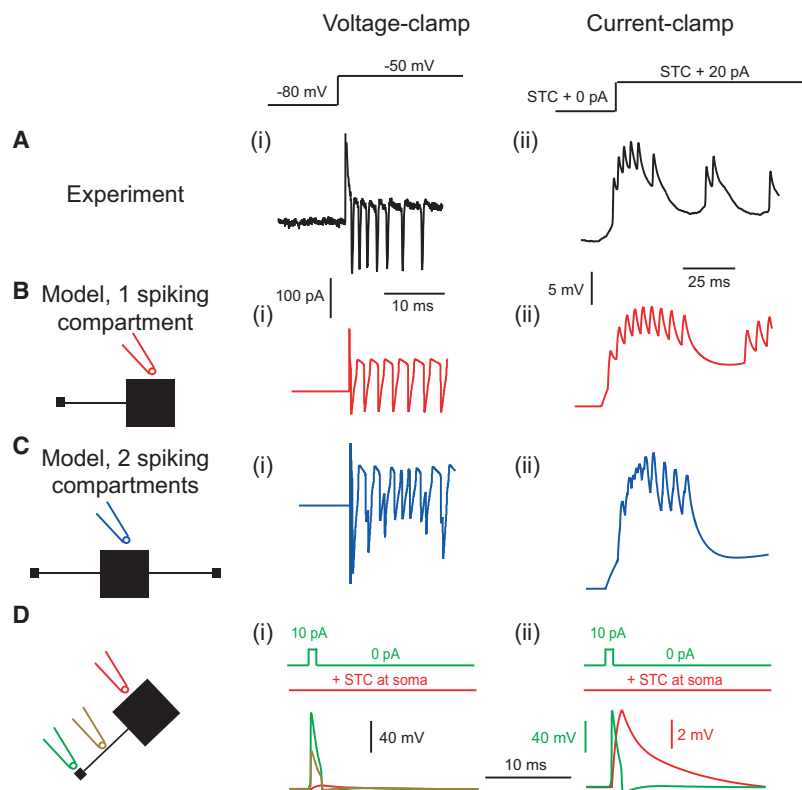 Voltage-clamp
Current-clamp
-80 mV
-50 mV
STC + 0 pA
STC + 20 pA
A
Experiment
(i)
(ii)
100 pA
10 ms
5 mV
25 ms
B
Model, 1 spiking
compartment
(i)
(ii)
C
Model, 2 spiking
compartments
(i)
(ii)
D
(i)
10 pA
0 pA
+ STC at soma
40 mV
10 ms
(ii)
10 pA
0 pA
+ STC at soma
40 mV
2 mV